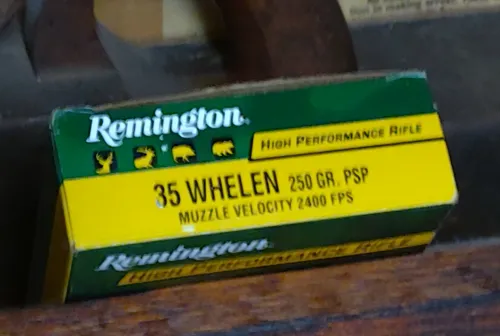 Remington
HIGH PERFORMANCE RIFLE
35 WHELEN 250 GR. PSP
MUZZLE VELOCITY 2400 FPS
Remington
HIGH PERFORMANCE RIFLE